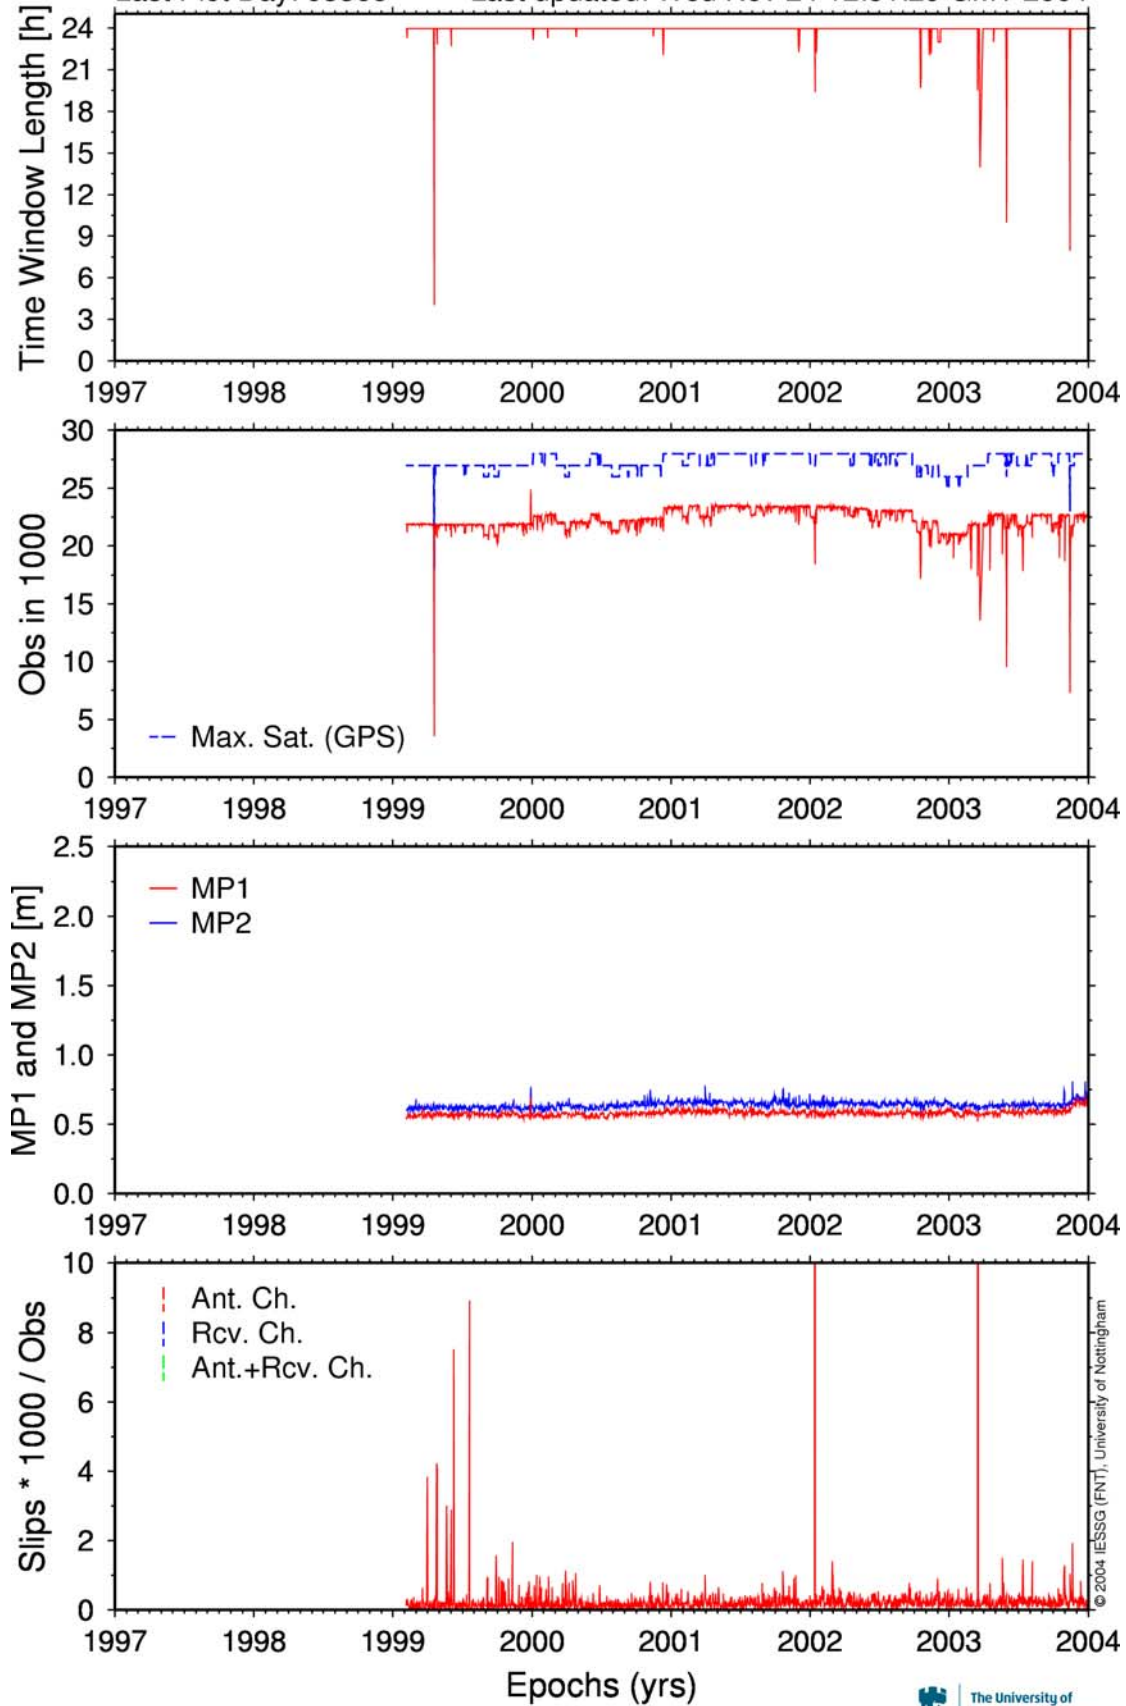 Time Window Length [h]
24
21
18
15
12
9
6
3
0
1997 1998 1999 2000 2001 2002 2003 2004
Obs in 1000
30
25
20
15
10
5
0
Max. Sat. (GPS)
1997 1998 1999 2000 2001 2002 2003 2004
MP1 and MP2 [m]
2.5
2.0
1.5
1.0
0.5
0.0
MP1
MP2
1997 1998 1999 2000 2001 2002 2003 2004
Slips * 1000 / Obs
10
8
6
4
2
0
Ant. Ch.
Rcv. Ch.
Ant.+Rcv. Ch.
© 2004 IESSG (FNT), University of Nottingham
1997 1998 1999 2000 2001 2002 2003 2004
Epochs (yrs)
The University of